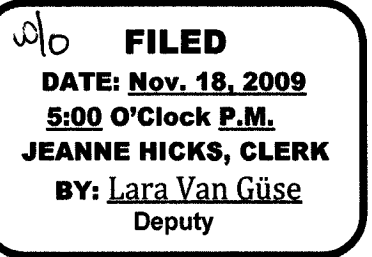 FILED
DATE: Nov. 18, 2009
5:00 O'Clock P.M.
JEANNE HICKS, CLERK
BY: Lara Van Güse
Deputy